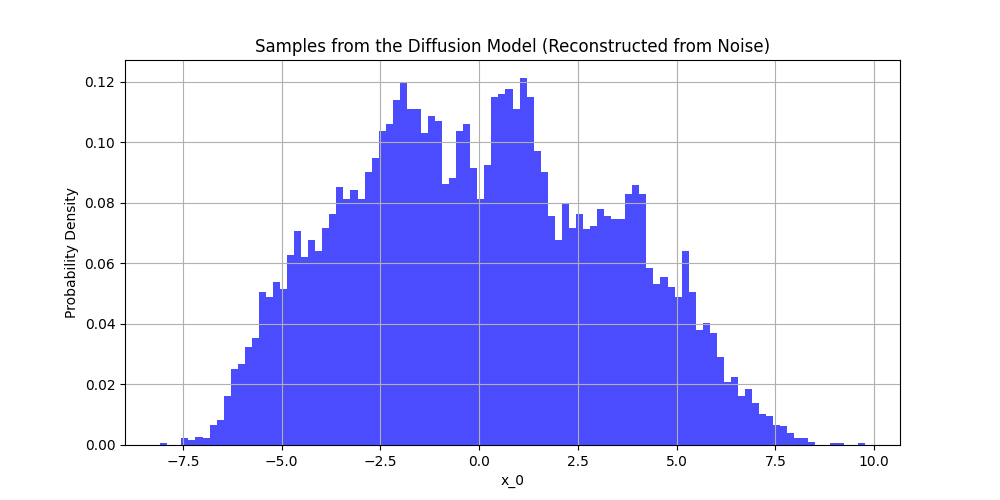 Samples from the Diffusion Model (Reconstructed from Noise)
0.12
0.10
0.08
0.06
0.04
0.02
0.00
Probability Density
−7.5 −5.0 −2.5 0.0 2.5 5.0 7.5 10.0
x_0